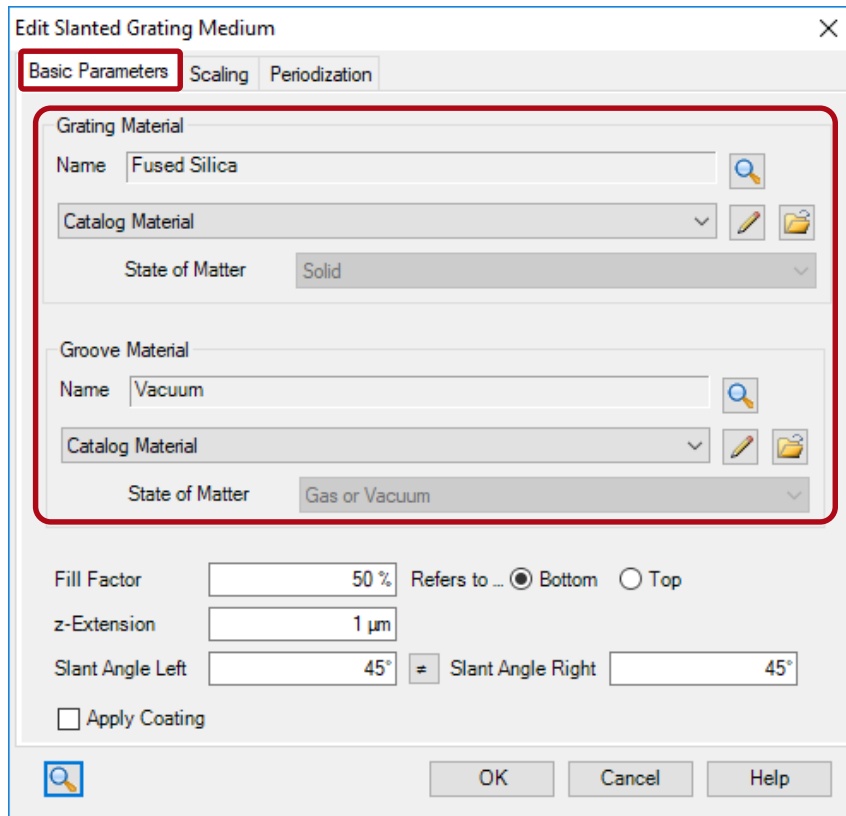 Edit Slanted Grating Medium
Basic Parameters Scaling Periodization
Grating Material
Name Fused Silica
Catalog Material
State of Matter Solid
Groove Material
Name Vacuum
Catalog Material
State of Matter Gas or Vacuum
Fill Factor 50 % Refers to ... Bottom Top
z-Extension 1 µm
Slant Angle Left 45° ≠ Slant Angle Right 45°
Apply Coating
OK Cancel Help